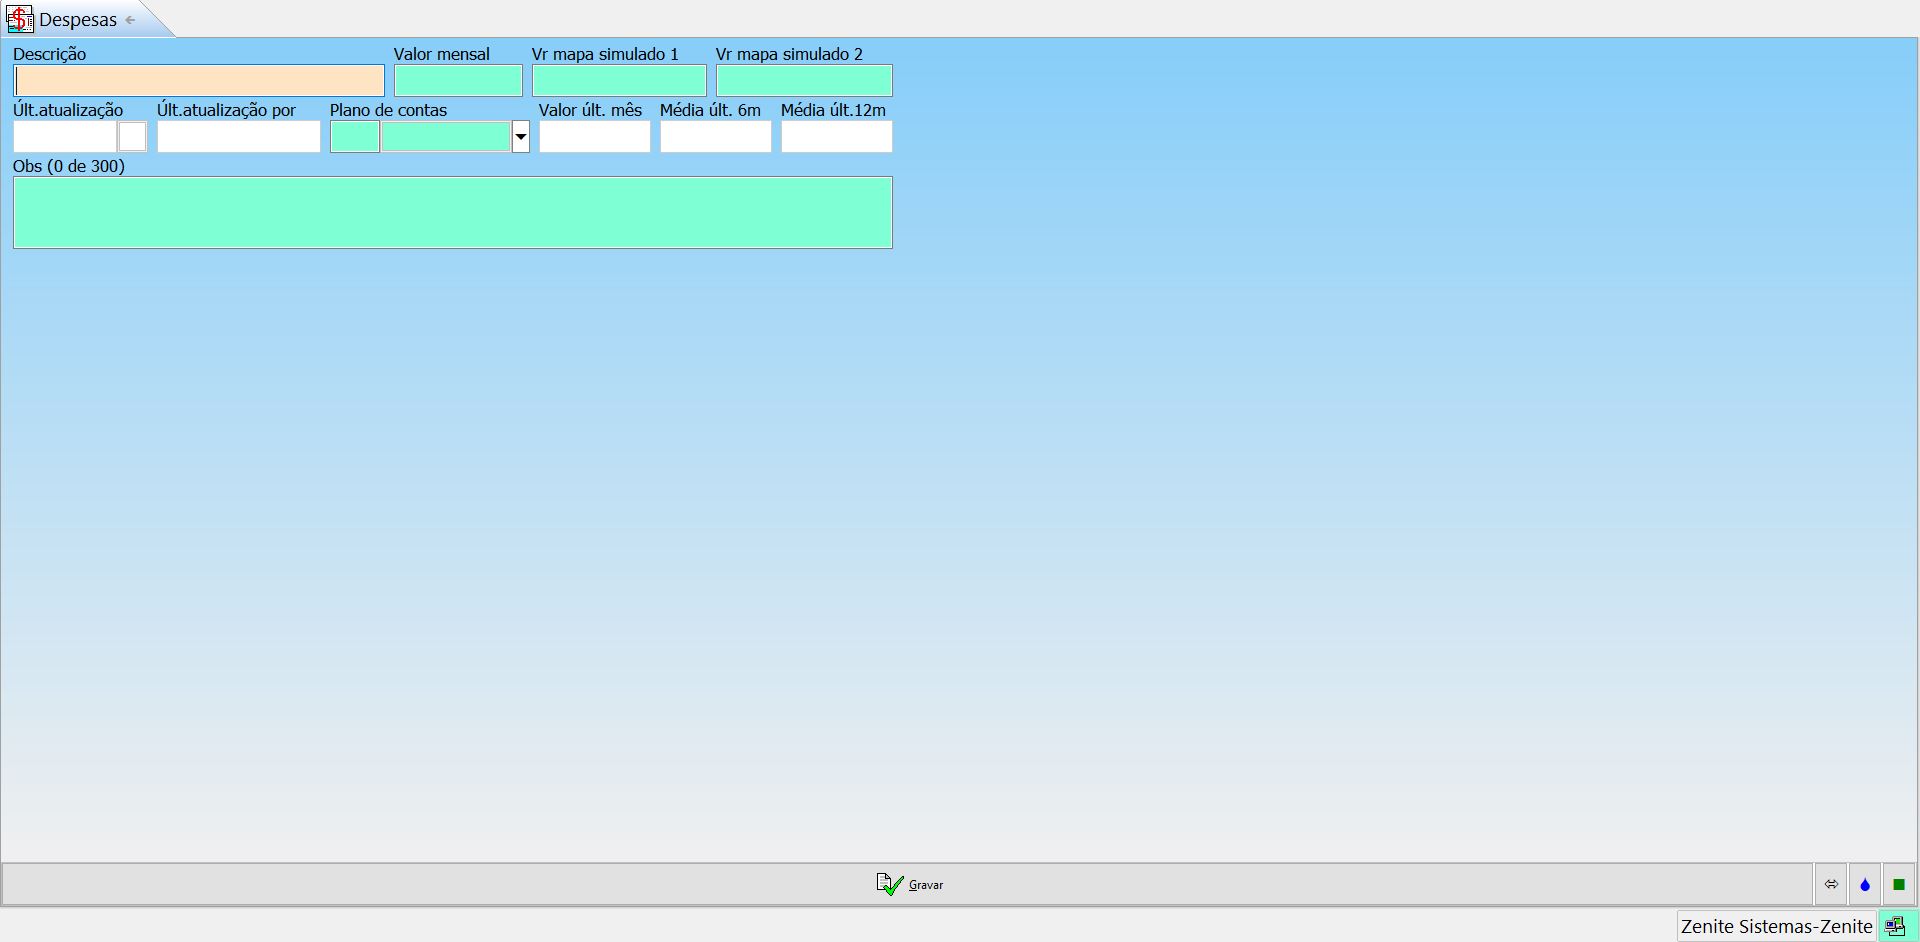 Despesas
Descrição Valor mensal Vr mapa simulado 1 Vr mapa simulado 2
Últ.atualização Últ.atualização por Plano de contas Valor últ. mês Média últ. 6m Média últ.12m
Obs (0 de 300)
Gravar
Zenite Sistemas-Zenite